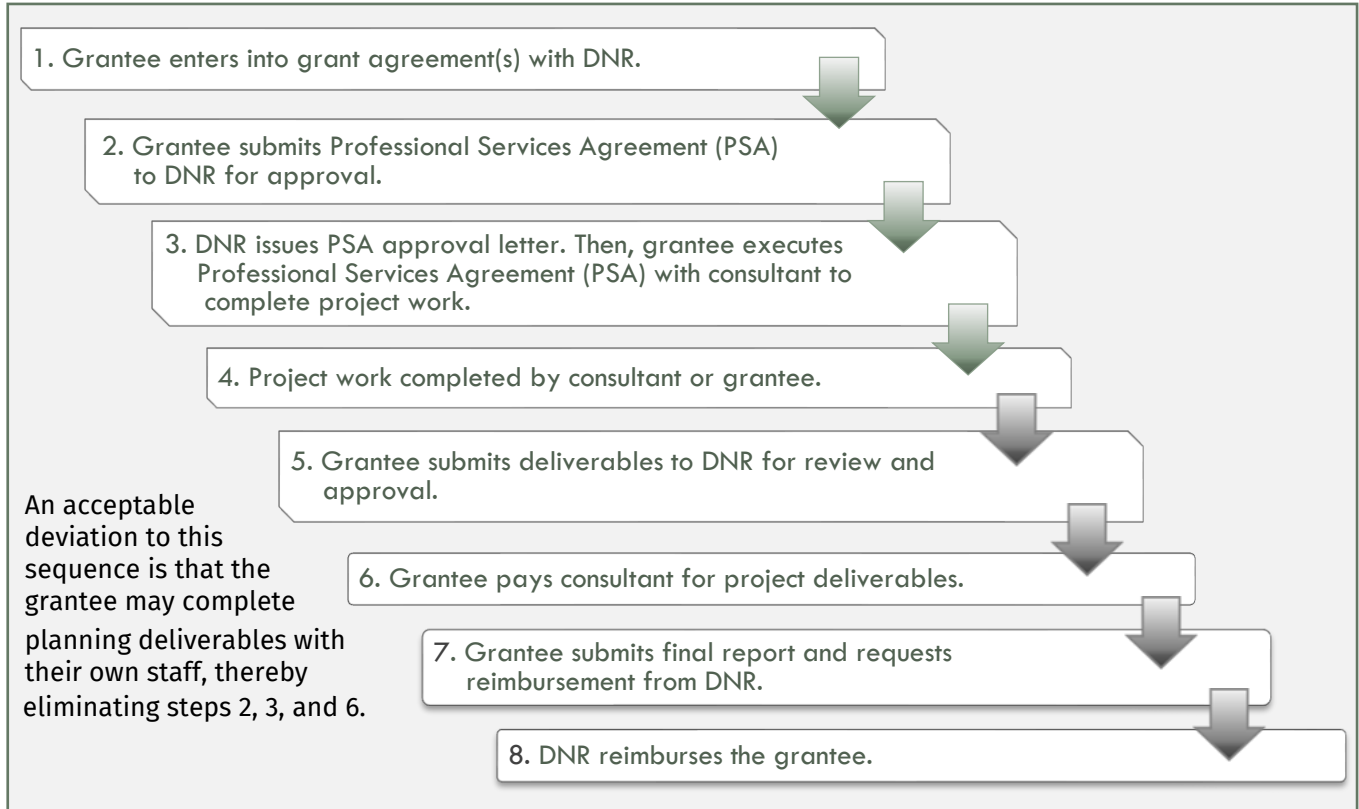 1. Grantee enters into grant agreement(s) with DNR.
2. Grantee submits Professional Services Agreement (PSA)
to DNR for approval.
3. DNR issues PSA approval letter. Then, grantee executes
Professional Services Agreement (PSA) with consultant to
complete project work.
4. Project work completed by consultant or grantee.
5. Grantee submits deliverables to DNR for review and
approval.
6. Grantee pays consultant for project deliverables.
7. Grantee submits final report and requests
reimbursement from DNR.
8. DNR reimburses the grantee.
An acceptable
deviation to this
sequence is that the
grantee may complete
planning deliverables with
their own staff, thereby
eliminating steps 2, 3, and 6.